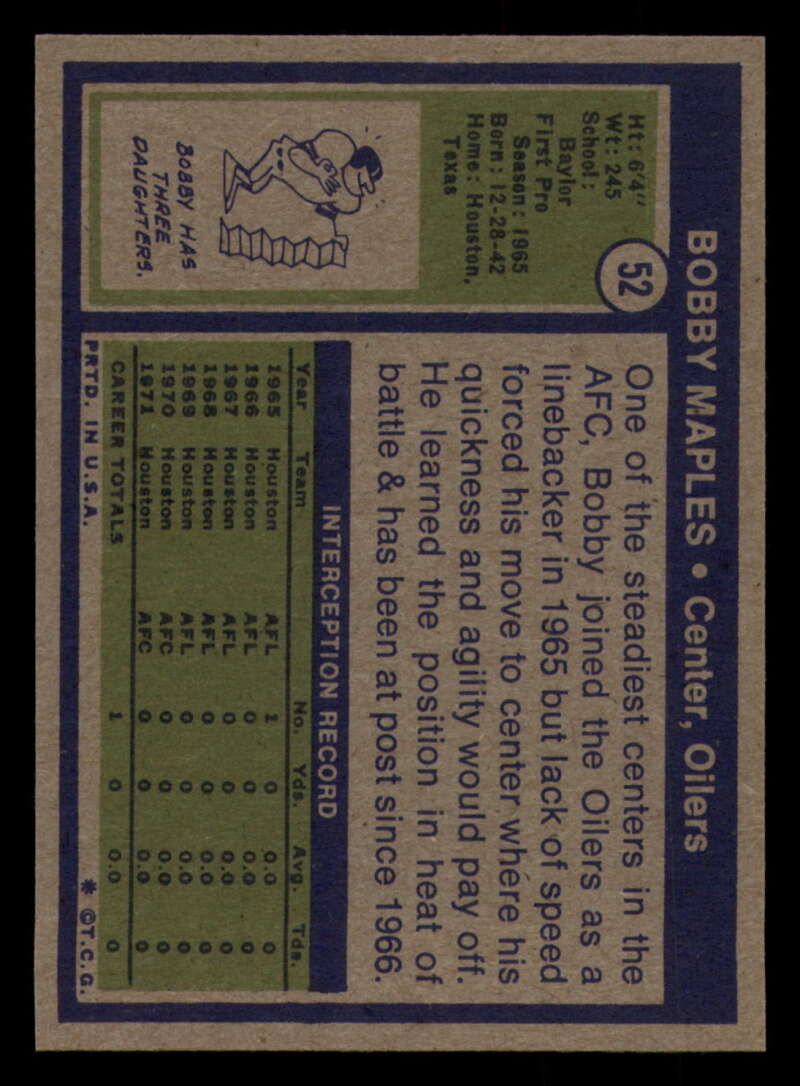 BOBBY MAPLES • Center, Oilers
52
Ht: 6'4"
Wt: 245
School:
Baylor
First Pro
Season: 1965
Born: 12-28-42
Home: Houston,
Texas
BOBBY HAS
THREE
DAUGHTERS.
One of the steadiest centers in the
AFC, Bobby joined the Oilers as a
linebacker in 1965 but lack of speed
forced his move to center where his
quickness and agility would pay off.
He learned the position in heat of
battle & has been at post since 1966.
INTERCEPTION RECORD
Year Team No. Yds. Avg. Tds.
1965 Houston AFL 1 0 0.0 0
1966 Houston AFL 0 0 0.0 0
1967 Houston AFL 0 0 0.0 0
1968 Houston AFL 0 0 0.0 0
1969 Houston AFL 0 0 0.0 0
1970 Houston AFC 0 0 0.0 0
1971 Houston AFC 0 0 0.0 0
CAREER TOTALS 1 0 0.0 0
PRTD. IN U.S.A. * ©T.C.G.